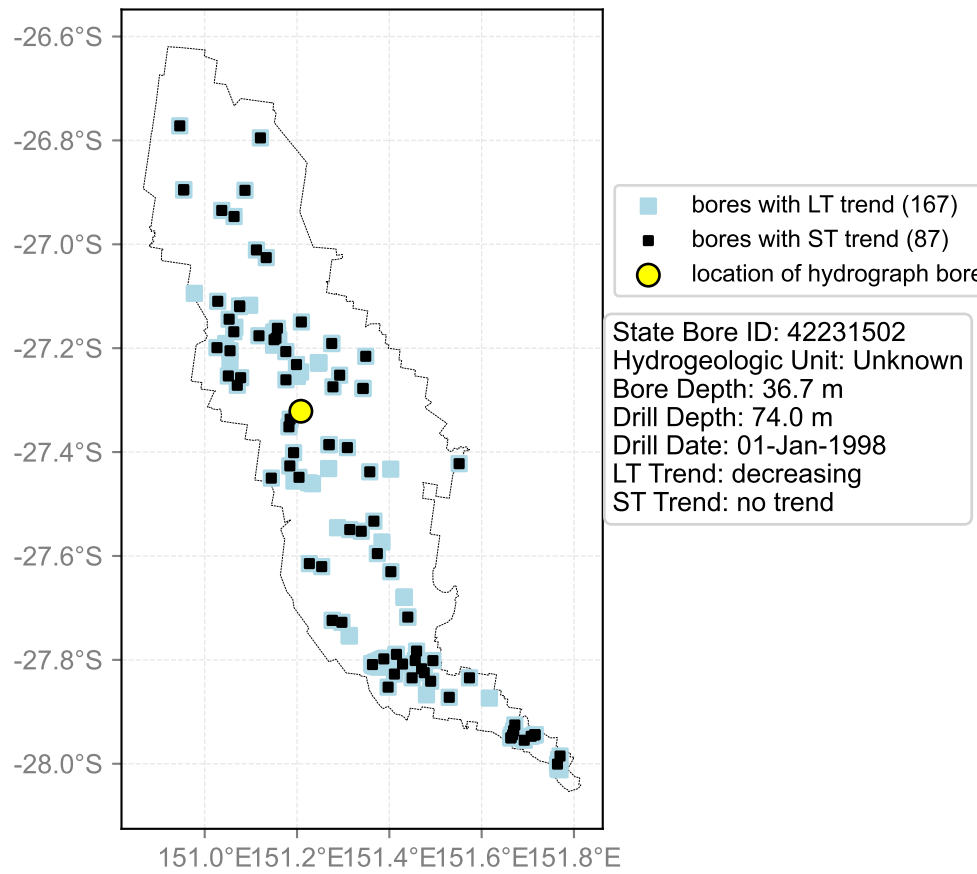 -26.6°S
-26.8°S
-27.0°S
-27.2°S
-27.4°S
-27.6°S
-27.8°S
-28.0°S
151.0°E151.2°E151.4°E151.6°E151.8°E
bores with LT trend (167)
bores with ST trend (87)
location of hydrograph bore
State Bore ID: 42231502
Hydrogeologic Unit: Unknown
Bore Depth: 36.7 m
Drill Depth: 74.0 m
Drill Date: 01-Jan-1998
LT Trend: decreasing
ST Trend: no trend